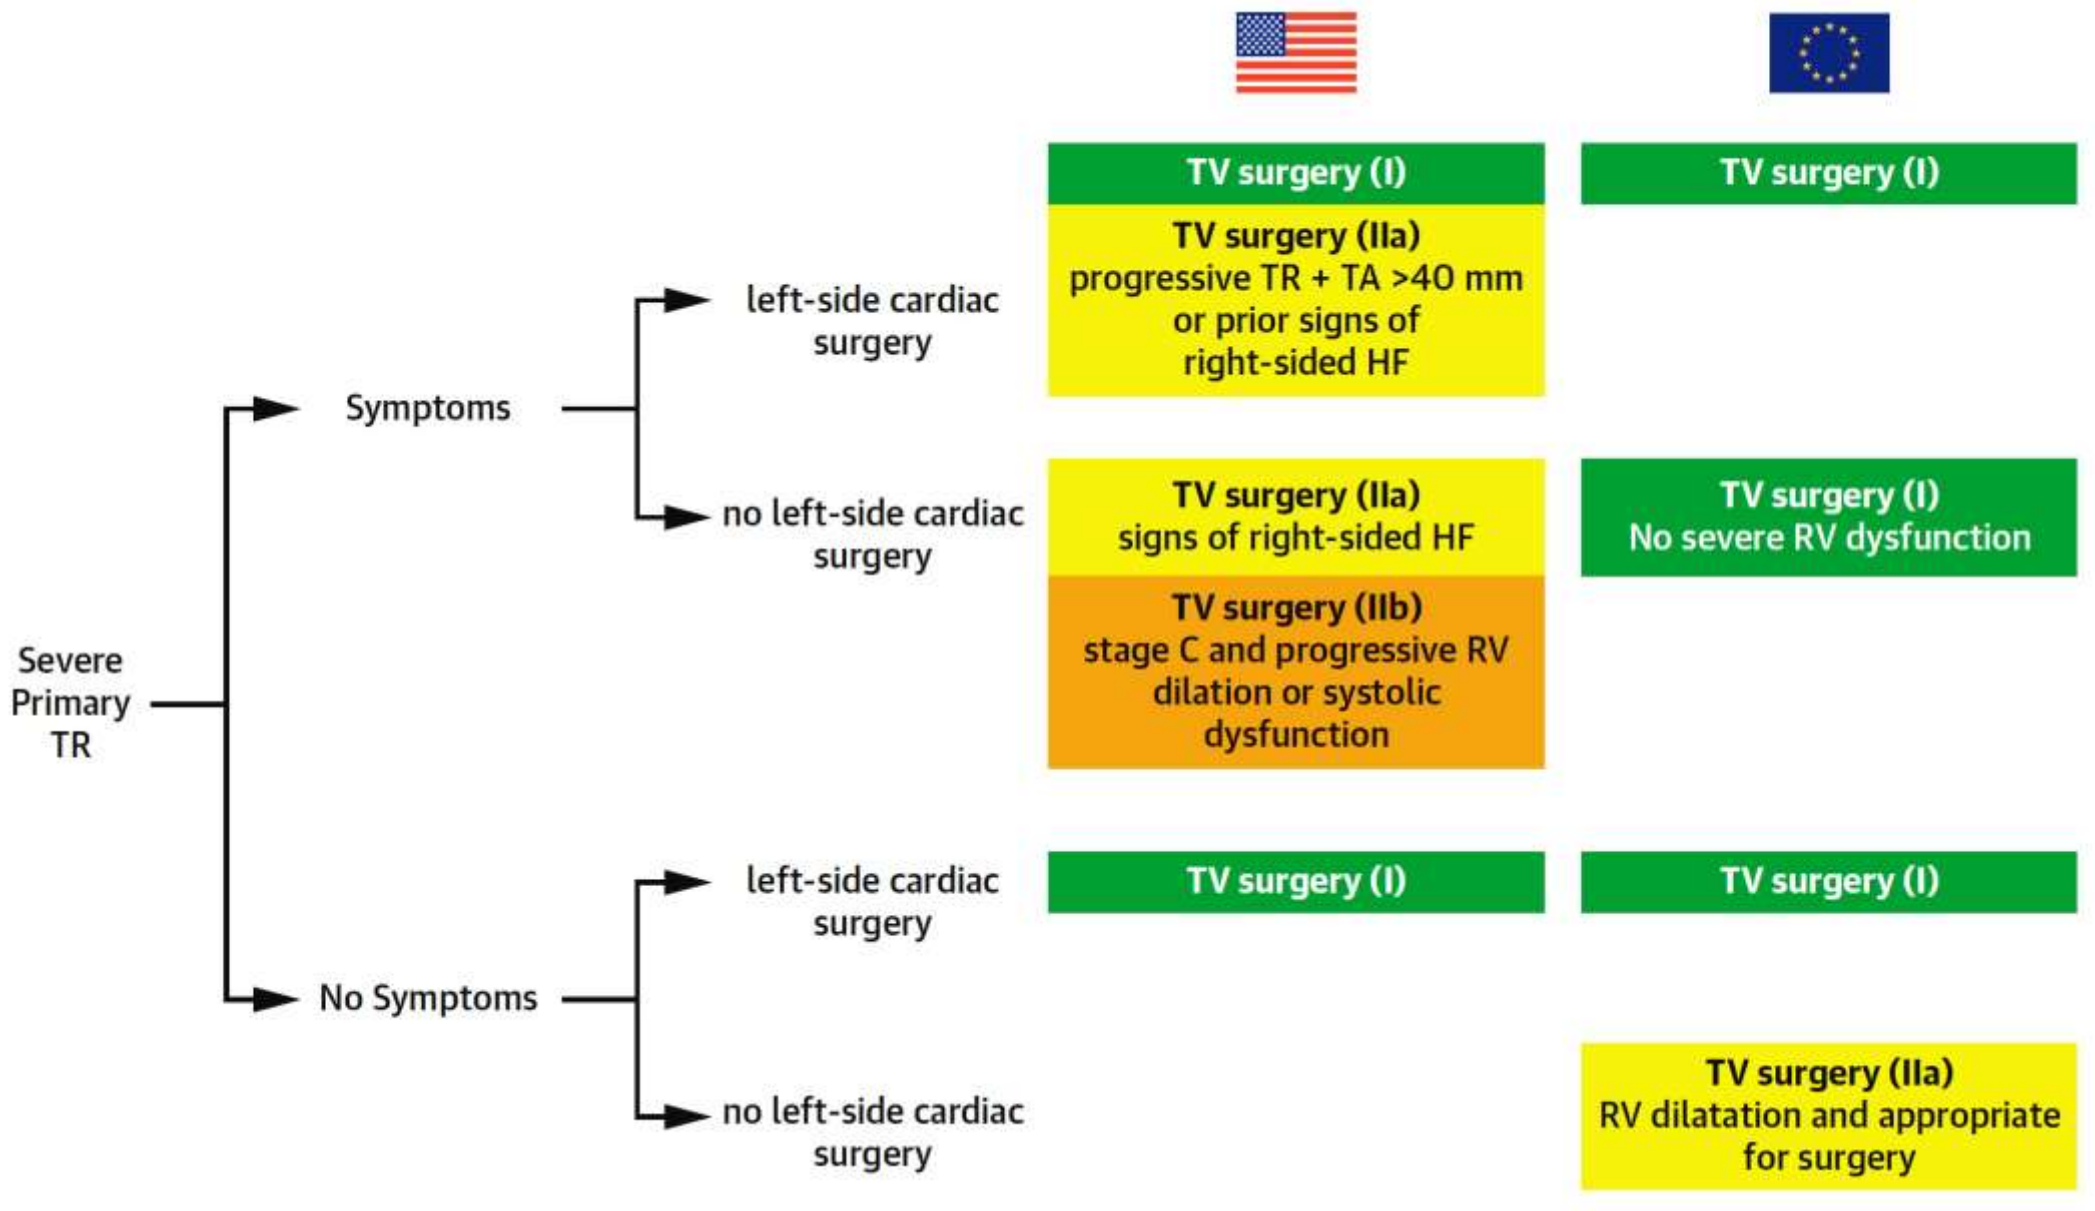 TV surgery (I)
TV surgery (I)
TV surgery (IIa)
progressive TR + TA >40 mm
or prior signs of
right-sided HF
left-side cardiac
surgery
Symptoms
no left-side cardiac
surgery
TV surgery (IIa)
signs of right-sided HF
TV surgery (I)
No severe RV dysfunction
TV surgery (IIb)
stage C and progressive RV
dilation or systolic
dysfunction
Severe
Primary
TR
left-side cardiac
surgery
TV surgery (I)
TV surgery (I)
No Symptoms
no left-side cardiac
surgery
TV surgery (IIa)
RV dilatation and appropriate
for surgery